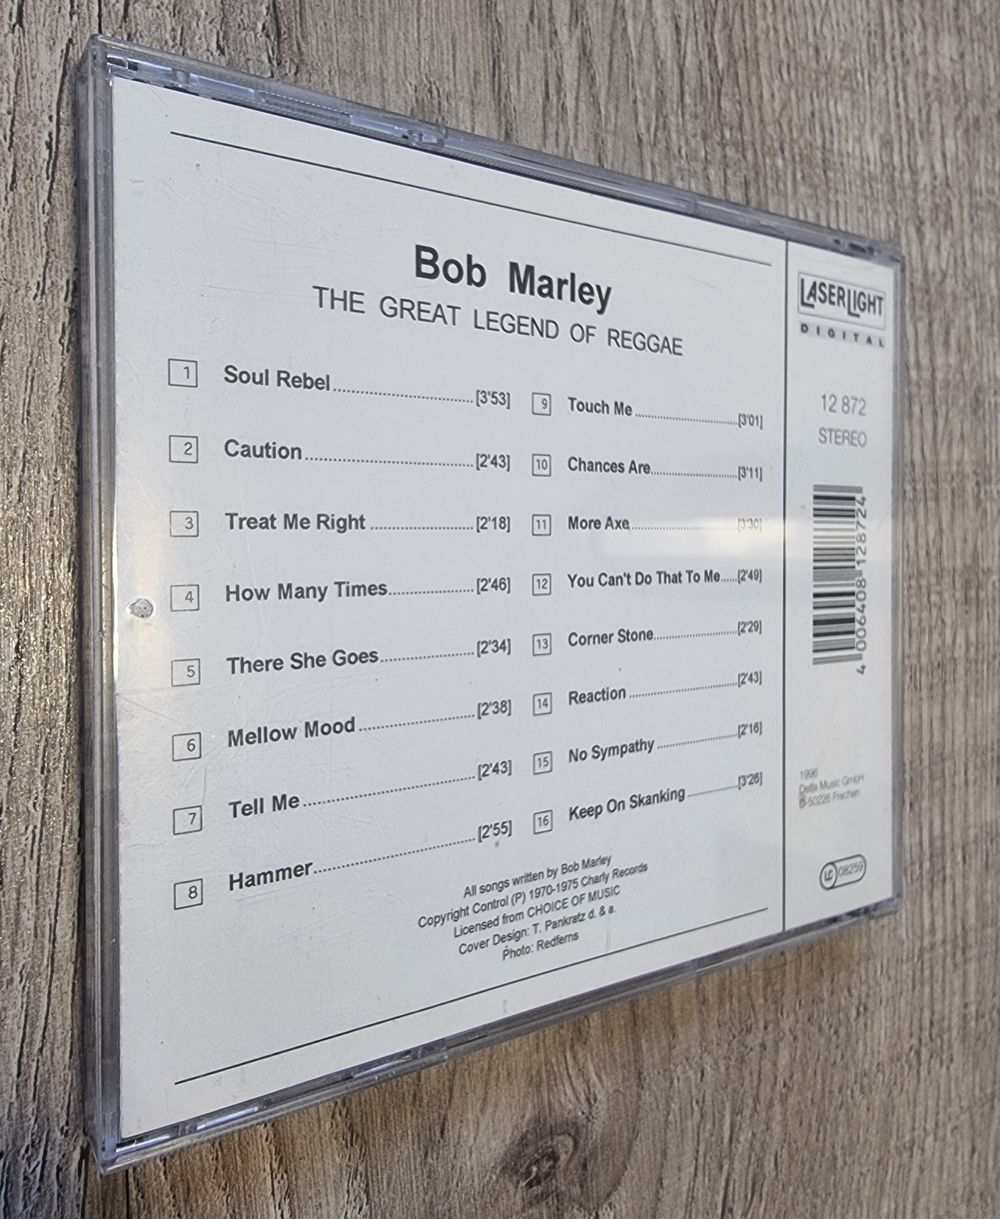 Bob Marley
THE GREAT LEGEND OF REGGAE
1 Soul Rebel [3'53]
2 Caution [2'43]
3 Treat Me Right [2'18]
4 How Many Times [2'46]
5 There She Goes [2'34]
6 Mellow Mood [2'38]
7 Tell Me [2'43]
8 Hammer [2'55]
9 Touch Me [3'01]
10 Chances Are [3'11]
11 More Axe [3'30]
12 You Can't Do That To Me [2'49]
13 Corner Stone [2'29]
14 Reaction [2'43]
15 No Sympathy [2'16]
16 Keep On Skanking [3'26]
All songs written by Bob Marley
Copyright Control (P) 1970-1975 Charly Records
Licensed from CHOICE OF MUSIC
Cover Design: T. Pankratz d. & a.
Photo: Redferns
LASERLIGHT
DIGITAL
12 872
STEREO
4 006408 128724
1996
Delta Music GmbH
D-50226 Frechen
LC 08259